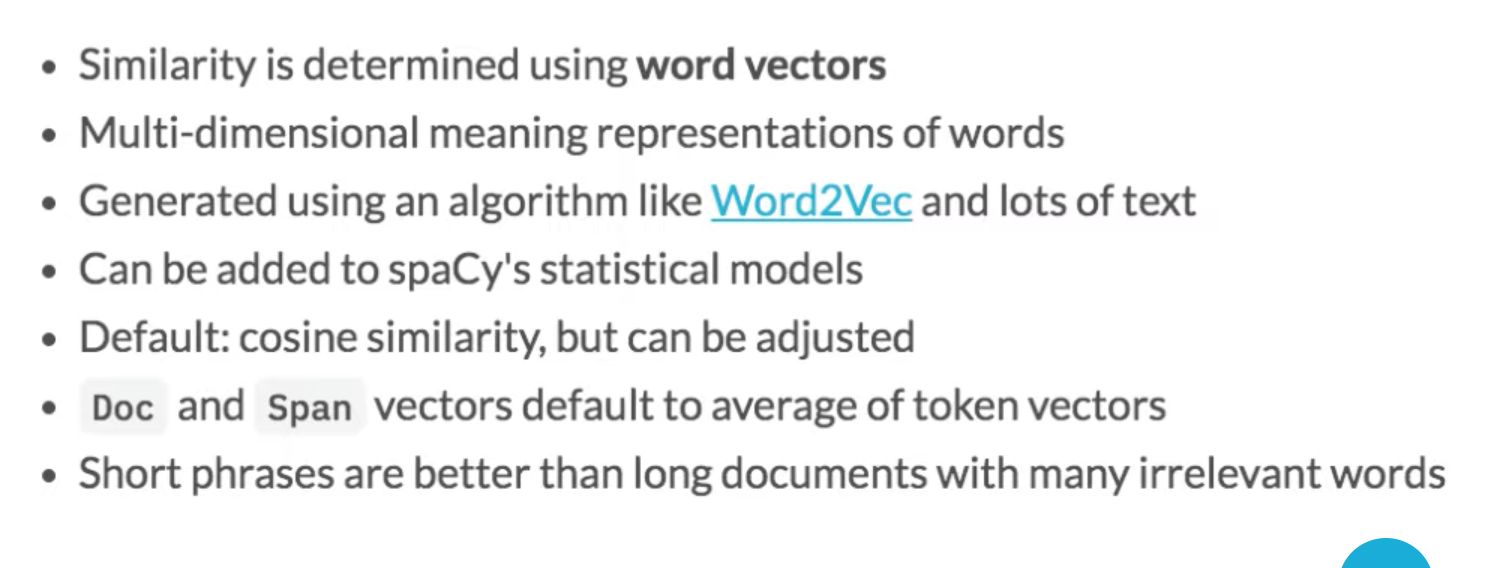 Similarity is determined using word vectors
Multi-dimensional meaning representations of words
Generated using an algorithm like Word2Vec and lots of text
Can be added to spaCy's statistical models
Default: cosine similarity, but can be adjusted
Doc and Span vectors default to average of token vectors
Short phrases are better than long documents with many irrelevant words